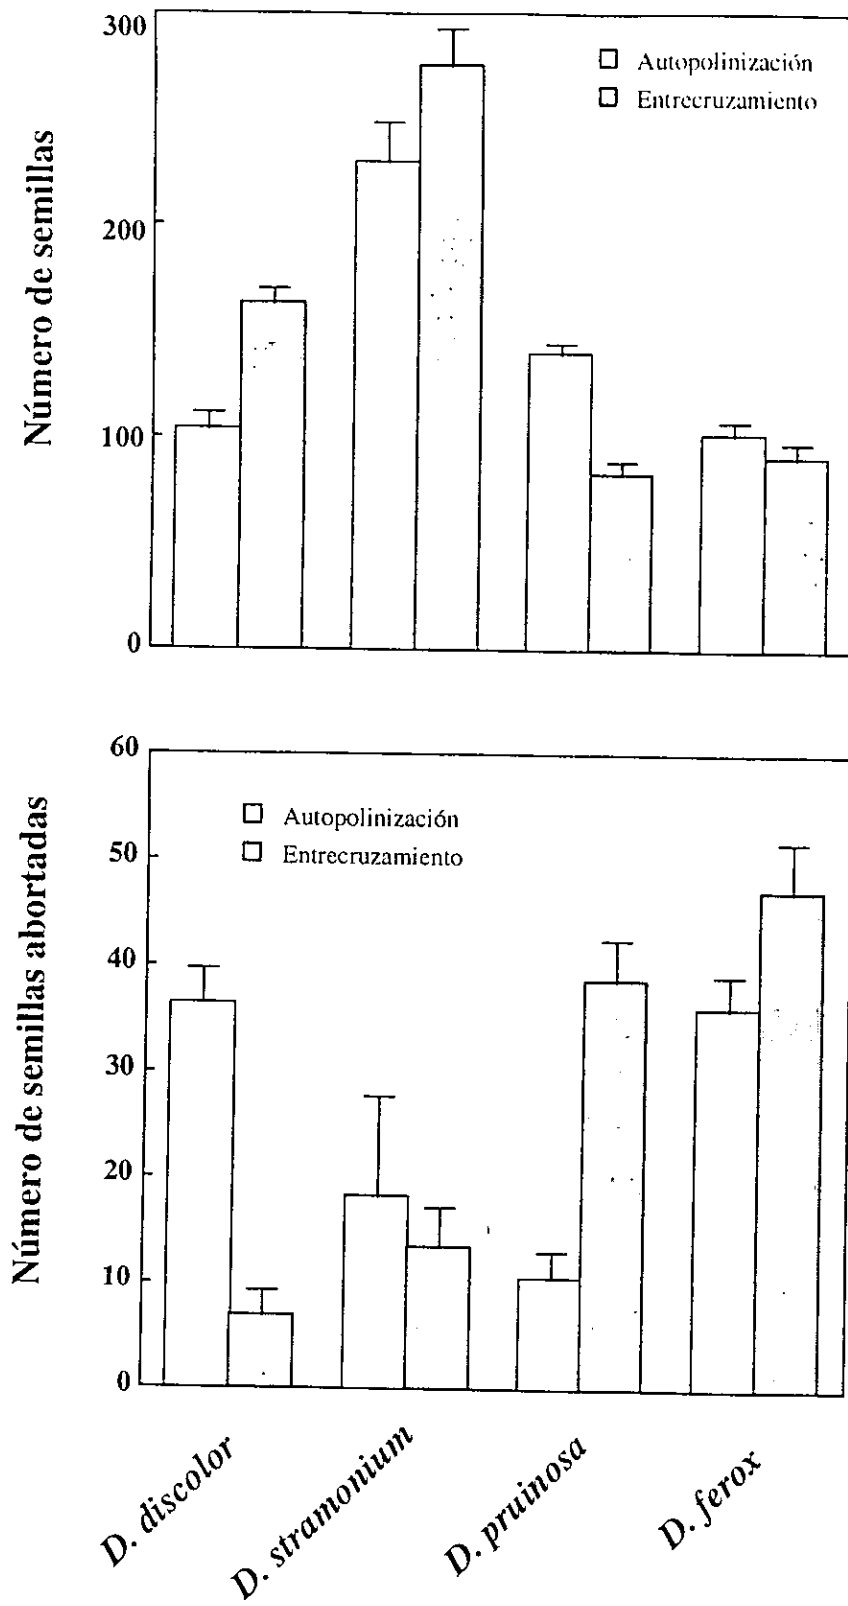 300
Autopolinización
Entrecruzamiento
200
100
0
Número de semillas
60
Autopolinización
Entrecruzamiento
50
40
30
20
10
0
Número de semillas abortadas
D. discolor
D. stramonium
D. pruinosa
D. ferox